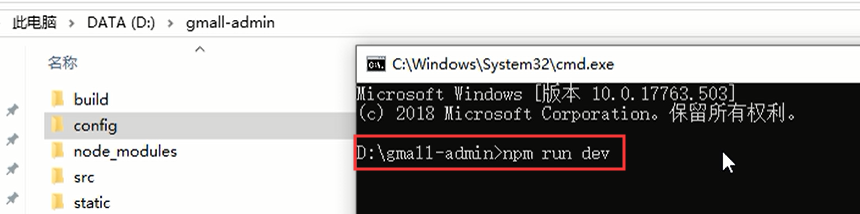 此电脑 > DATA (D:) > gmall-admin
名称
build
config
node_modules
src
static
C:\Windows\System32\cmd.exe
Microsoft Windows [版本 10.0.17763.503]
(c) 2018 Microsoft Corporation。保留所有权利。
D:\gmall-admin>npm run dev